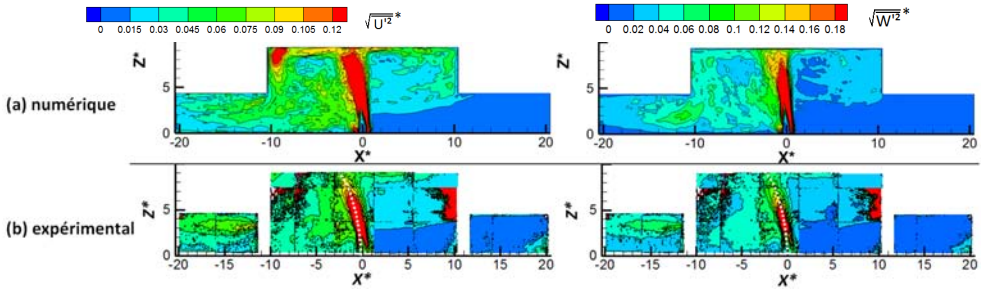 0 0.015 0.03 0.045 0.06 0.075 0.09 0.105 0.12 √U'²*
0 0.02 0.04 0.06 0.08 0.1 0.12 0.14 0.16 0.18 √W'²*
(a) numérique
Z* 5 0
-20 -10 0 10 20
X*
Z* 5 0
-20 -10 0 10 20
X*
(b) expérimental
Z* 5 0
-20 -15 -10 -5 0 5 10 15 20
X*
Z* 5 0
-20 -15 -10 -5 0 5 10 15 20
X*